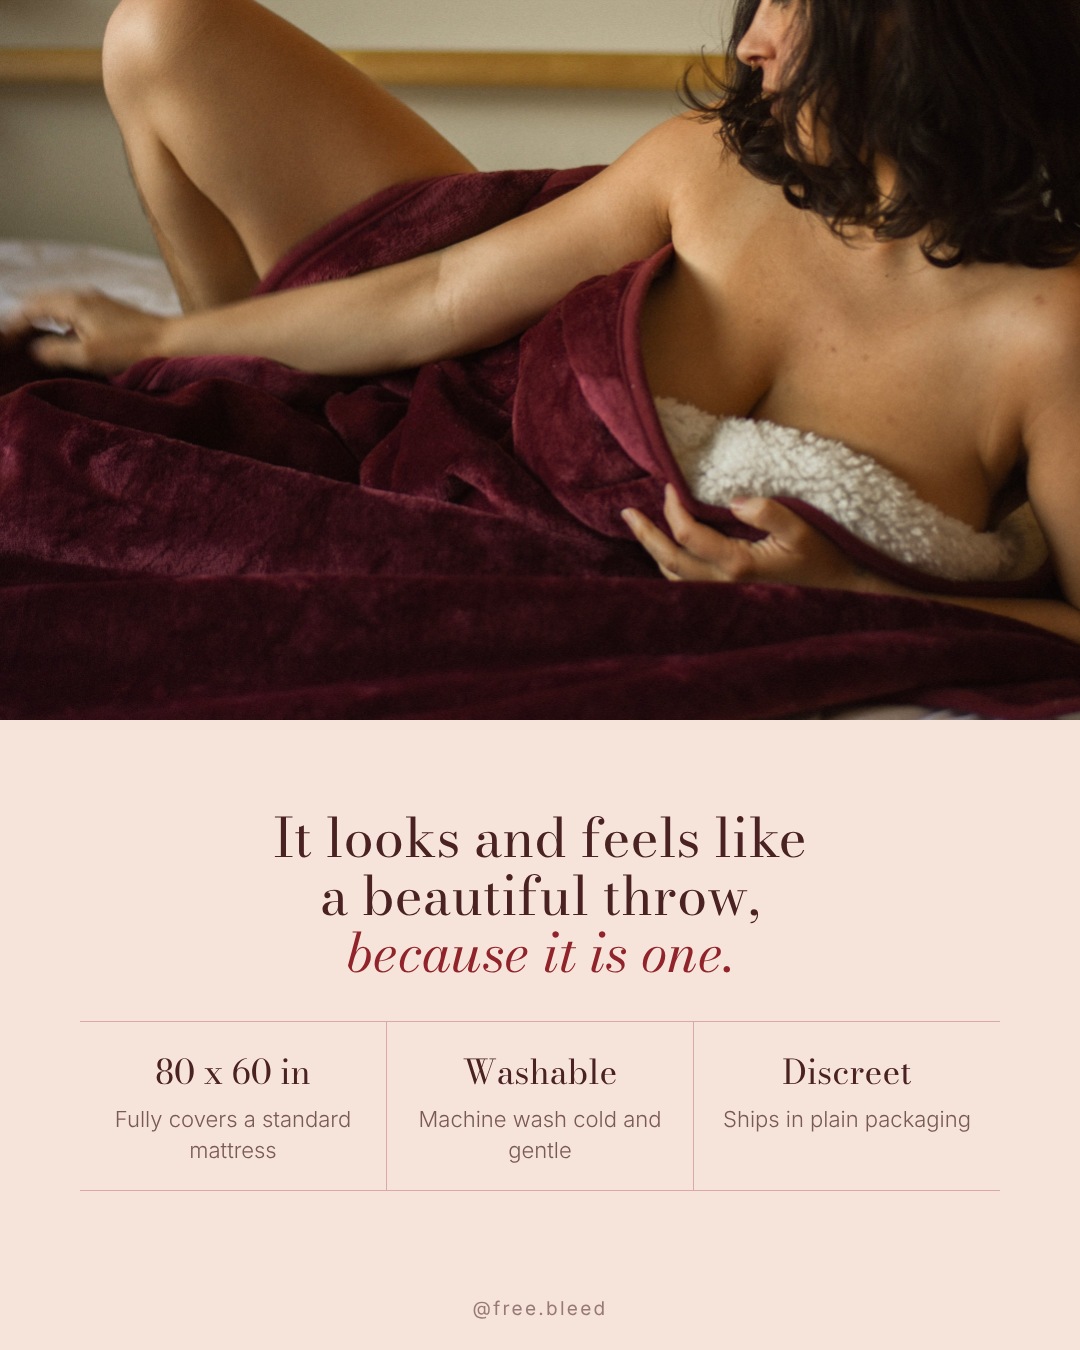 It looks and feels like
a beautiful throw,
because it is one.
80 x 60 in
Fully covers a standard
mattress
Washable
Machine wash cold and
gentle
Discreet
Ships in plain packaging
@free.bleed